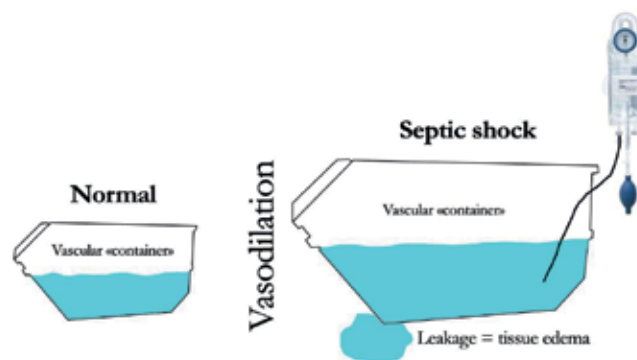 Normal
Vascular «container»
Vasodilation
Septic shock
Vascular «container»
Leakage = tissue edema